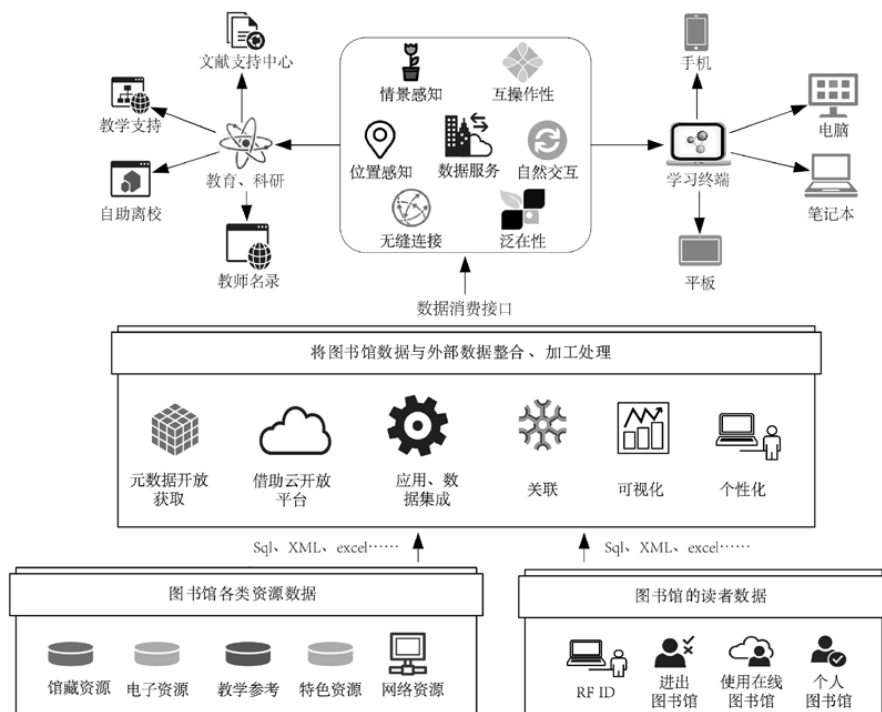 文献支持中心
教学支持
自助离校
教育、科研
教师名录
情景感知
互操作性
位置感知
数据服务
自然交互
无缝连接
泛在性
手机
电脑
学习终端
笔记本
平板
数据消费接口
将图书馆数据与外部数据整合、加工处理
元数据开放
获取
借助云开放
平台
应用、数
据集成
关联
可视化
个性化
Sql、XML、excel……
Sql、XML、excel……
图书馆各类资源数据
馆藏资源
电子资源
教学参考
特色资源
网络资源
图书馆的读者数据
RF ID
进出
图书馆
使用在线
图书馆
个人
图书馆